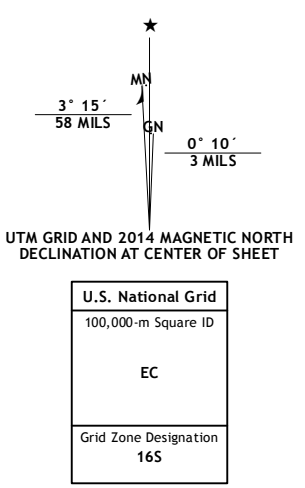 MN
3° 15´
58 MILS
GN
0° 10´
3 MILS
UTM GRID AND 2014 MAGNETIC NORTH
DECLINATION AT CENTER OF SHEET
U.S. National Grid
100,000-m Square ID
EC
Grid Zone Designation
16S